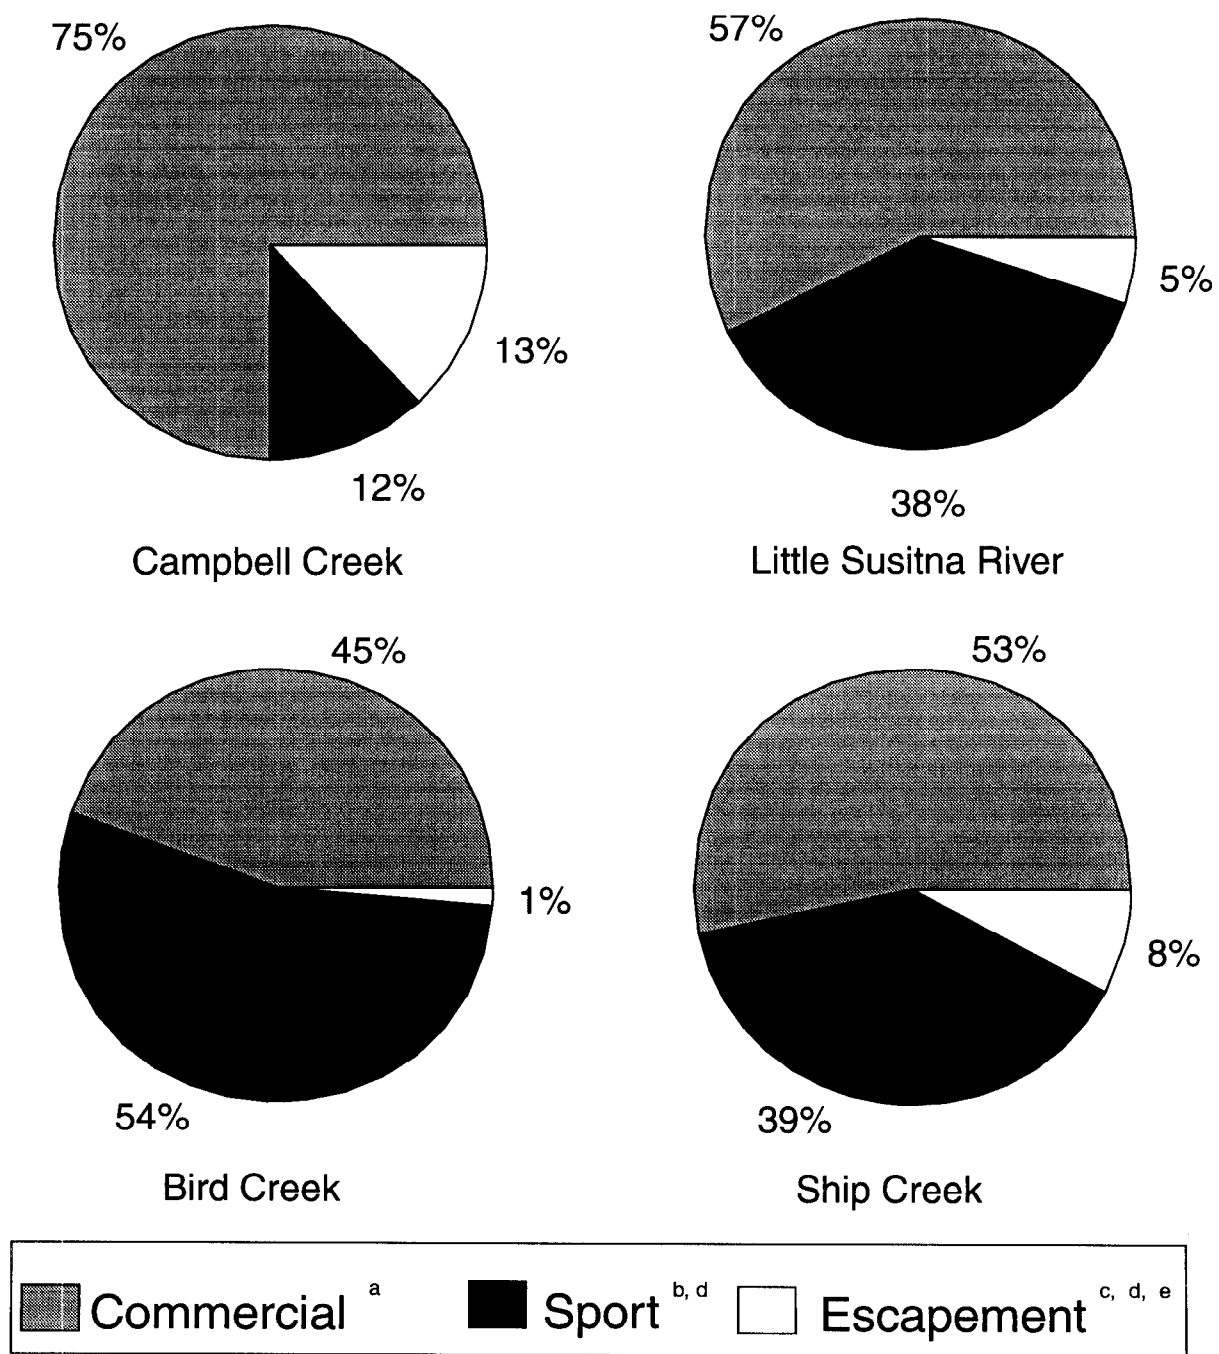 75%
57%
5%
13%
12%
38%
Campbell Creek
Little Susitna River
45%
53%
1%
8%
54%
39%
Bird Creek
Ship Creek
Commercial a
Sport b, d
Escapement c, d, e